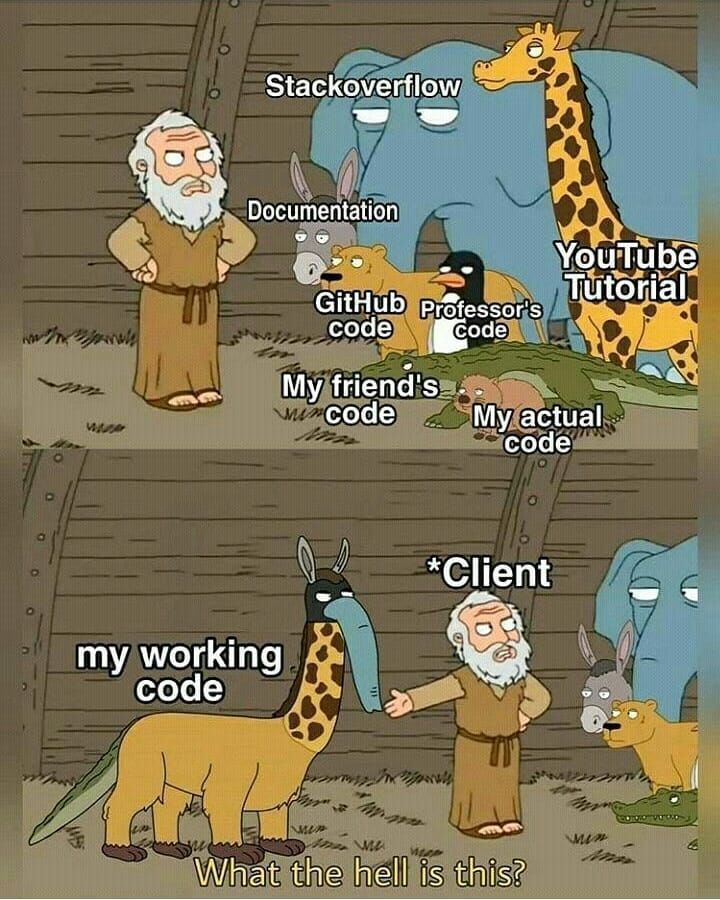 Stackoverflow
Documentation
YouTube
Tutorial
GitHub
code
Professor's
code
My friend's
code
My actual
code
*Client
my working
code
What the hell is this?